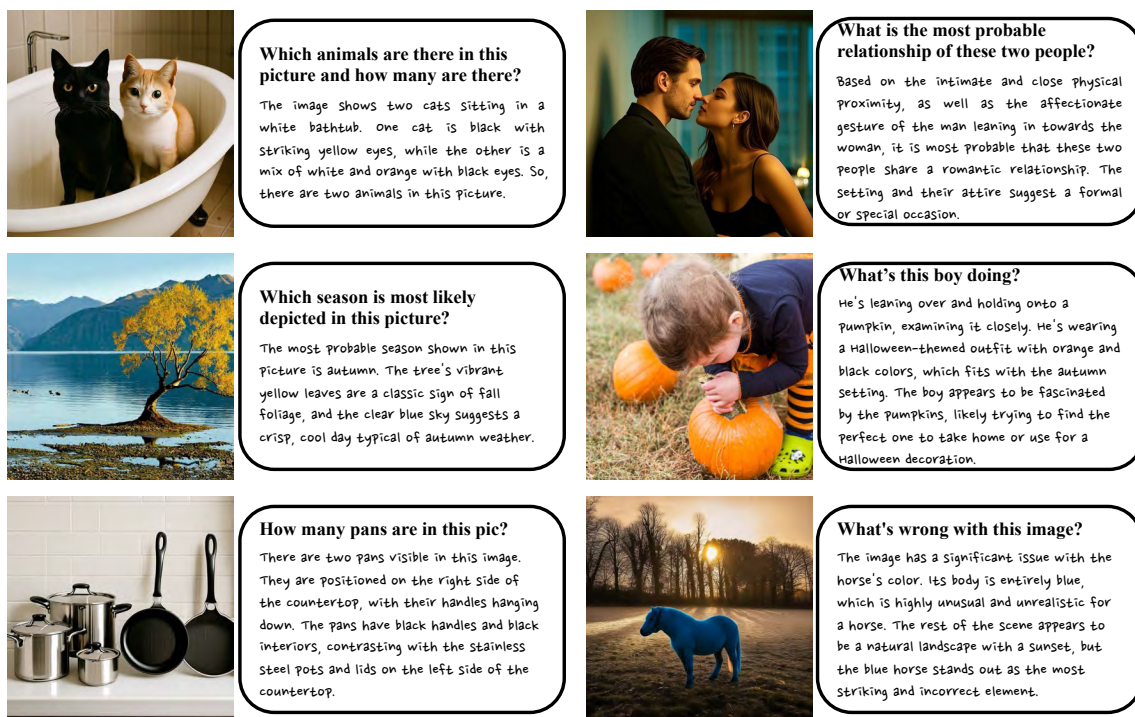 Which animals are there in this
picture and how many are there?
The image shows two cats sitting in a
white bathtub. One cat is black with
striking yellow eyes, while the other is a
mix of white and orange with black eyes. So,
there are two animals in this picture.
What is the most probable
relationship of these two people?
Based on the intimate and close physical
proximity, as well as the affectionate
gesture of the man leaning in towards the
woman, it is most probable that these two
people share a romantic relationship. The
setting and their attire suggest a formal
or special occasion.
Which season is most likely
depicted in this picture?
The most probable season shown in this
picture is autumn. The tree's vibrant
yellow leaves are a classic sign of fall
foliage, and the clear blue sky suggests a
crisp, cool day typical of autumn weather.
What's this boy doing?
He's leaning over and holding onto a
pumpkin, examining it closely. He's wearing
a Halloween-themed outfit with orange and
black colors, which fits with the autumn
setting. The boy appears to be fascinated
by the pumpkins, likely trying to find the
perfect one to take home or use for a
Halloween decoration.
How many pans are in this pic?
There are two pans visible in this image.
They are positioned on the right side of
the countertop, with their handles hanging
down. The pans have black handles and black
interiors, contrasting with the stainless
steel pots and lids on the left side of the
countertop.
What's wrong with this image?
The image has a significant issue with the
horse's color. Its body is entirely blue,
which is highly unusual and unrealistic for
a horse. The rest of the scene appears to
be a natural landscape with a sunset, but
the blue horse stands out as the most
striking and incorrect element.